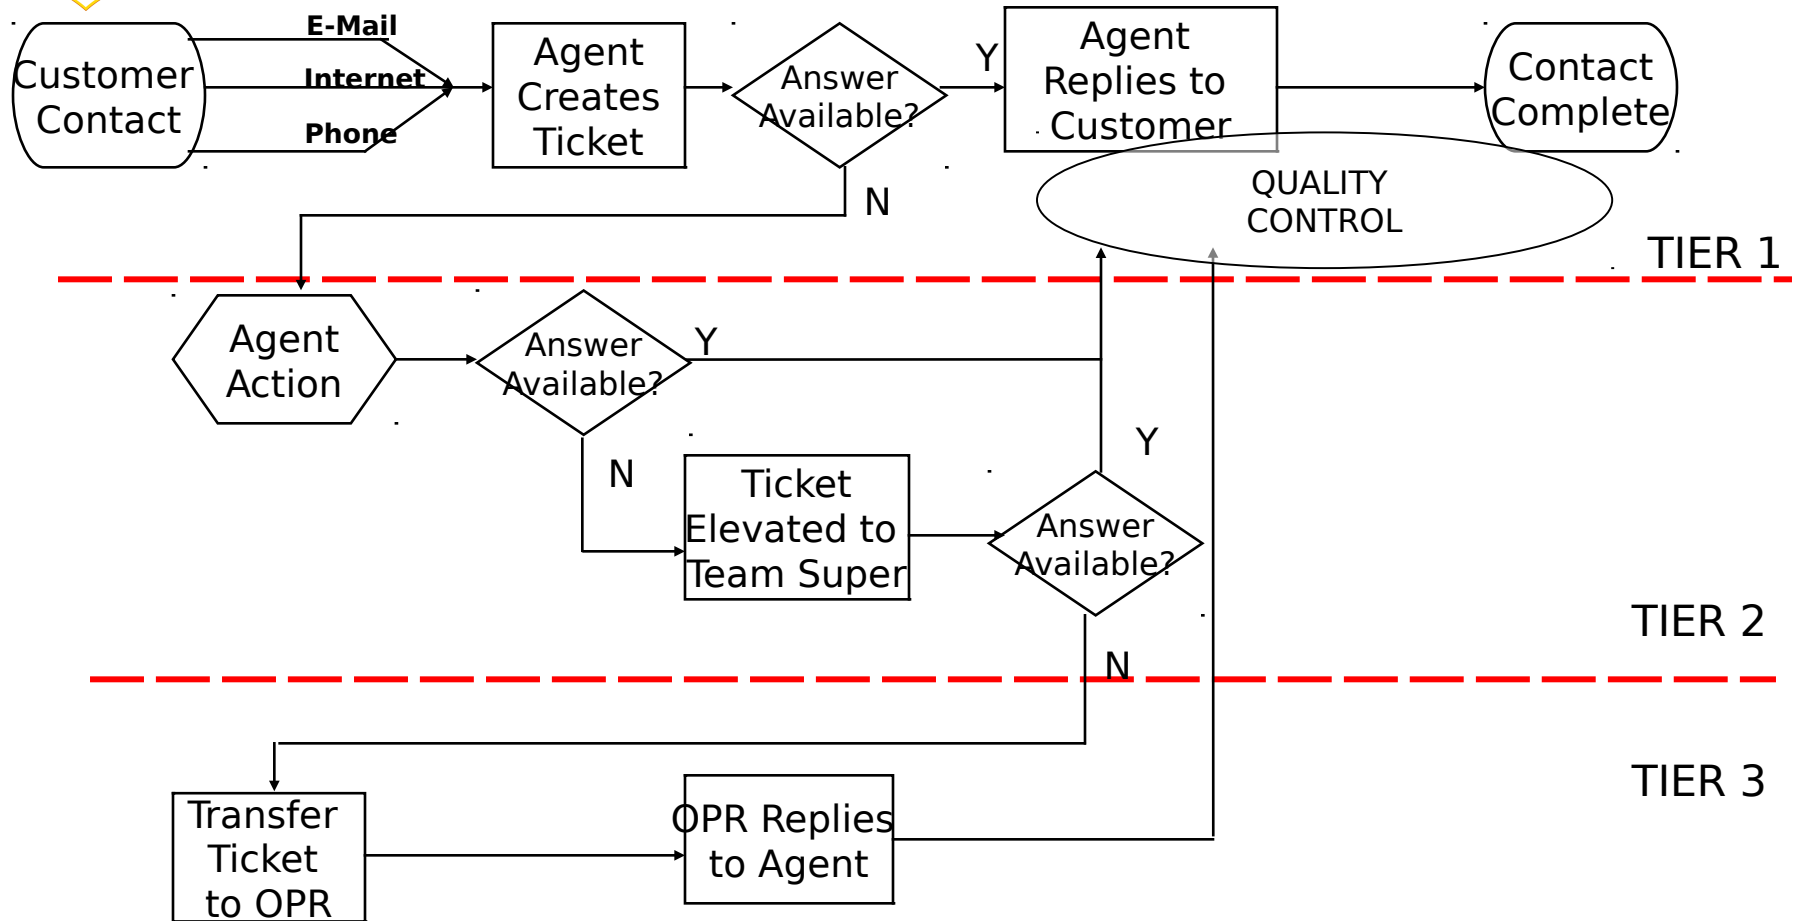 Customer
Contact
E-Mail
Internet
Phone
Agent
Creates
Ticket
Answer
Available?
Y
N
Agent
Replies to
Customer
Contact
Complete
QUALITY
CONTROL
TIER 1
Agent
Action
Answer
Available?
Y
N
Ticket
Elevated to
Team Super
Answer
Available?
Y
N
TIER 2
Transfer
Ticket
to OPR
OPR Replies
to Agent
TIER 3